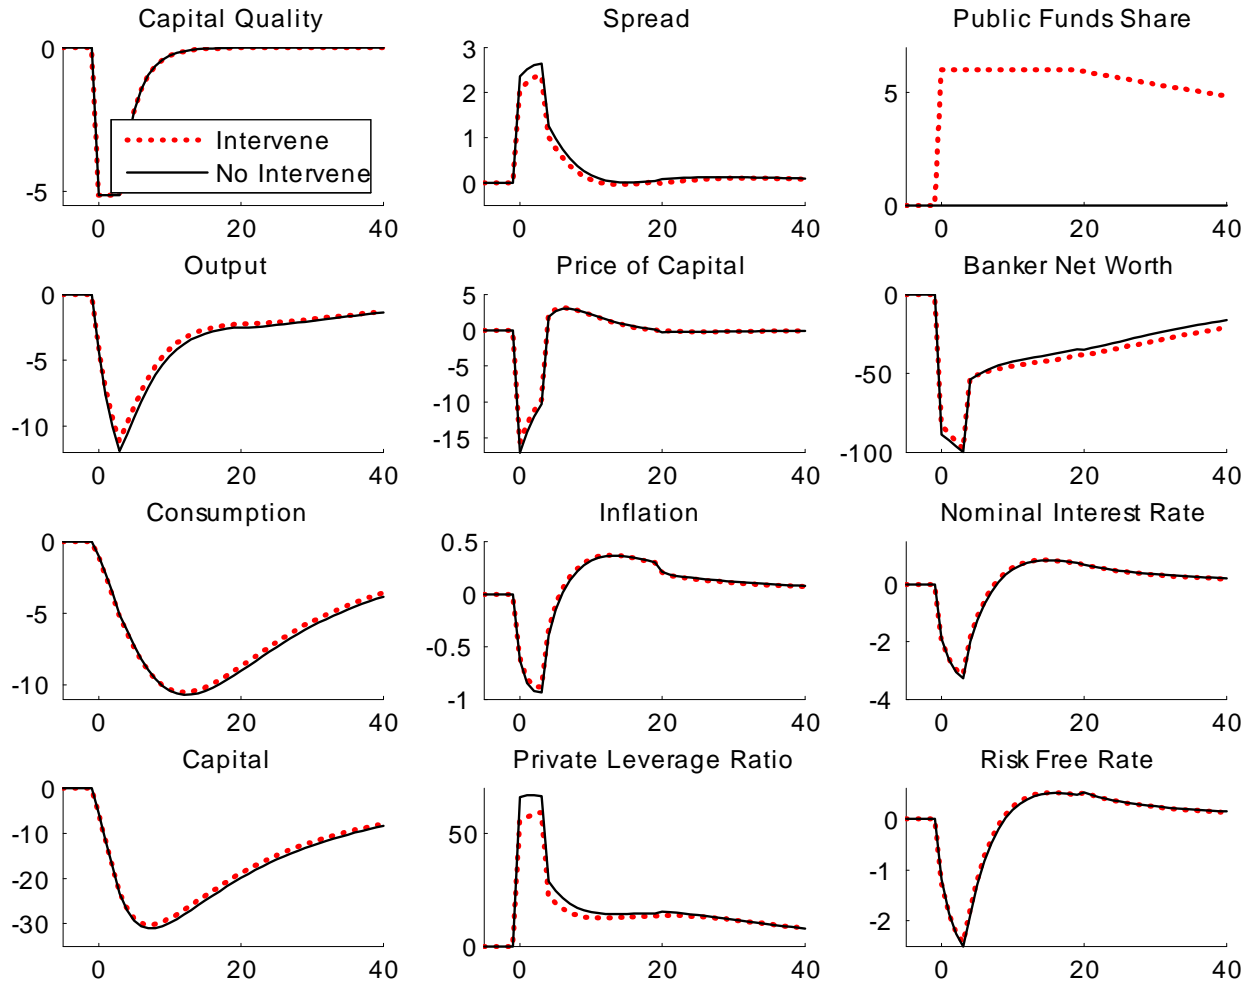 Capital Quality
0
-5
0 20 40
Intervene
No Intervene
Spread
3
2
1
0
0 20 40
Public Funds Share
5
0
0 20 40
Output
0
-5
-10
0 20 40
Price of Capital
5
0
-5
-10
-15
0 20 40
Banker Net Worth
0
-50
-100
0 20 40
Consumption
0
-5
-10
0 20 40
Inflation
0.5
0
-0.5
-1
0 20 40
Nominal Interest Rate
0
-2
-4
0 20 40
Capital
0
-10
-20
-30
0 20 40
Private Leverage Ratio
50
0
0 20 40
Risk Free Rate
0
-1
-2
0 20 40